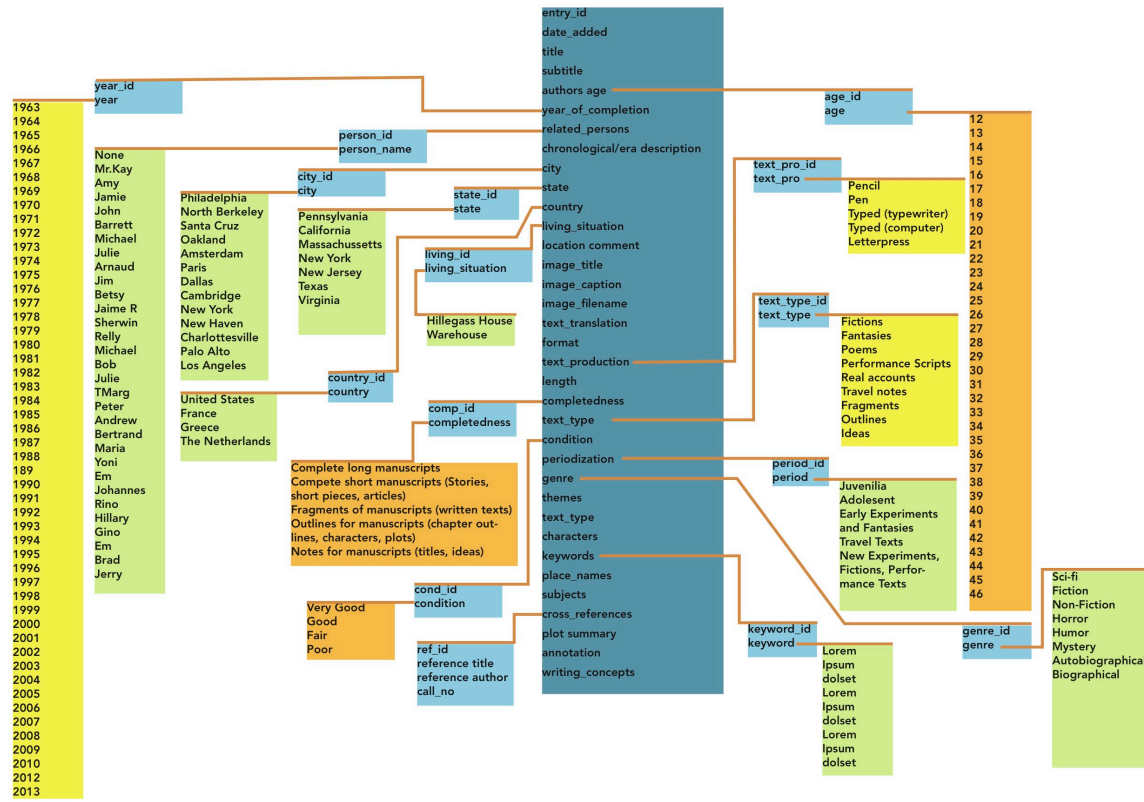 entry_id
date_added
title
subtitle
authors age
year_of_completion
related_persons
chronological/era description
city
state
country
living_situation
location comment
image_title
image_caption
image_filename
text_translation
format
text_production
length
completedness
text_type
condition
periodization
genre
themes
text_type
characters
keywords
place_names
subjects
cross_references
plot summary
annotation
writing_concepts
year_id
year
1963
1964
1965
1966
1967
1968
1969
1970
1971
1972
1973
1974
1975
1976
1977
1978
1979
1980
1981
1982
1983
1984
1985
1986
1987
1988
189
1990
1991
1992
1993
1994
1995
1996
1997
1998
1999
2000
2001
2002
2003
2004
2005
2006
2007
2008
2009
2010
2012
2013
person_id
person_name
None
Mr.Kay
Amy
Jamie
John
Barrett
Michael
Julie
Arnaud
Jim
Betsy
Jaime R
Sherwin
Relly
Michael
Bob
Julie
TMarg
Peter
Andrew
Bertrand
Maria
Yoni
Em
Johannes
Rino
Hillary
Gino
Em
Brad
Jerry
city_id
city
Philadelphia
North Berkeley
Santa Cruz
Oakland
Amsterdam
Paris
Dallas
Cambridge
New York
New Haven
Charlottesville
Palo Alto
Los Angeles
state_id
state
Pennsylvania
California
Massachussetts
New York
New Jersey
Texas
Virginia
living_id
living_situation
Hillegass House
Warehouse
country_id
country
United States
France
Greece
The Netherlands
comp_id
completedness
Complete long manuscripts
Compete short manuscripts (Stories,
short pieces, articles)
Fragments of manuscripts (written texts)
Outlines for manuscripts (chapter out-
lines, characters, plots)
Notes for manuscripts (titles, ideas)
cond_id
condition
Very Good
Good
Fair
Poor
ref_id
reference title
reference author
call_no
age_id
age
12
13
14
15
16
17
18
19
20
21
22
23
24
25
26
27
28
29
30
31
32
33
34
35
36
37
38
39
40
41
42
43
44
45
46
text_pro_id
text_pro
Pencil
Pen
Typed (typewriter)
Typed (computer)
Letterpress
text_type_id
text_type
Fictions
Fantasies
Poems
Performance Scripts
Real accounts
Travel notes
Fragments
Outlines
Ideas
period_id
period
Juvenilia
Adolesent
Early Experiments
and Fantasies
Travel Texts
New Experiments,
Fictions, Perfor-
mance Texts
keyword_id
keyword
Lorem
Ipsum
dolset
Lorem
Ipsum
dolset
Lorem
Ipsum
dolset
genre_id
genre
Sci-fi
Fiction
Non-Fiction
Horror
Humor
Mystery
Autobiographica
Biographical